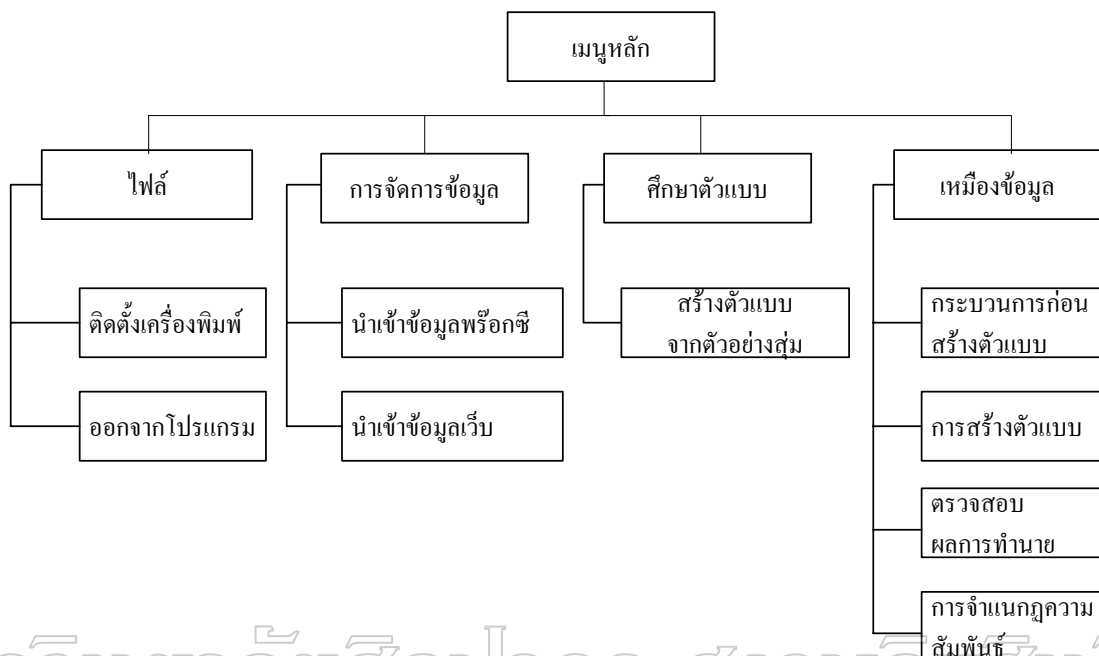 เมนูหลัก
ไฟล์
การจัดการข้อมูล
ศึกษาตัวแบบ
เหมืองข้อมูล
ติดตั้งเครื่องพิมพ์
ออกจากโปรแกรม
นำเข้าข้อมูลพร๊อกซี
นำเข้าข้อมูลเว็บ
สร้างตัวแบบ
จากตัวอย่างสุ่ม
กระบวนการก่อน
สร้างตัวแบบ
การสร้างตัวแบบ
ตรวจสอบ
ผลการทำนาย
การจำแนกฏความ
สัมพันธ์